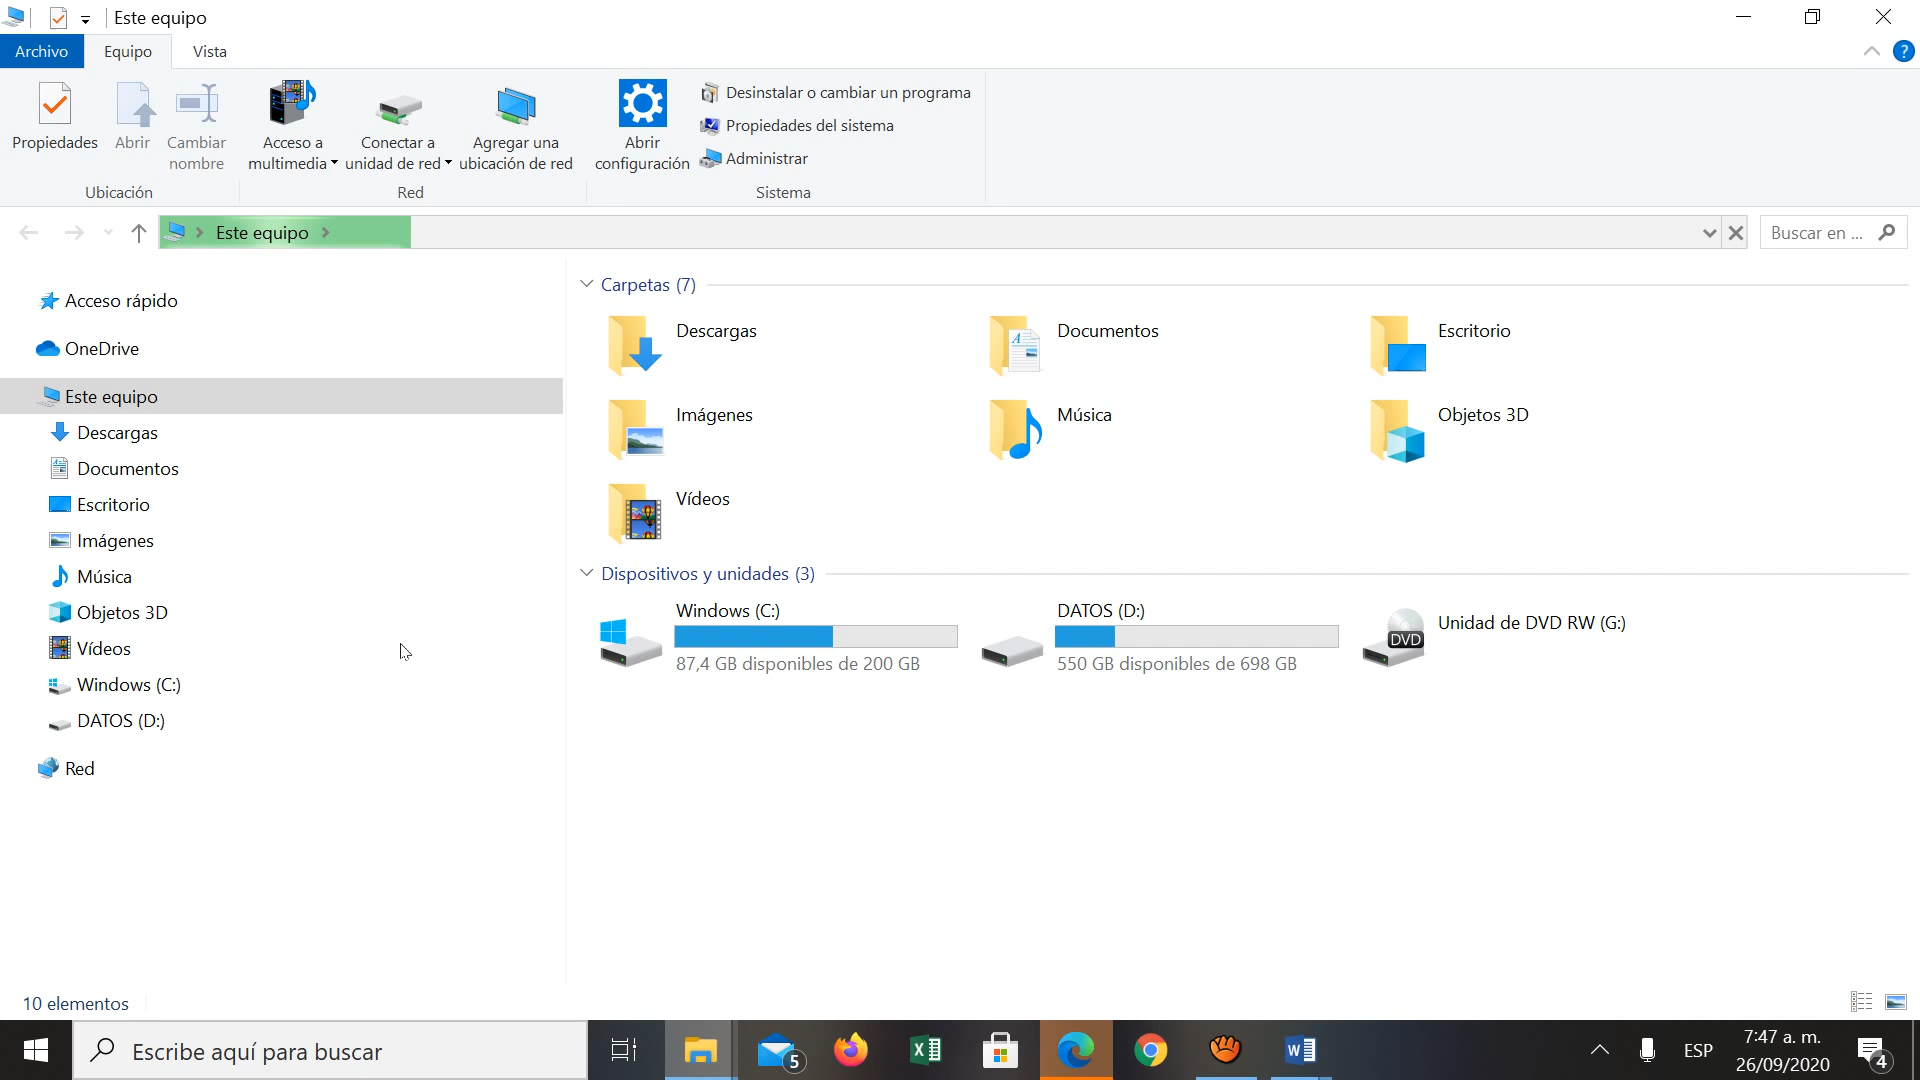 Este equipo
Archivo
Equipo
Vista
?
Propiedades
Abrir
Cambiar
nombre
Ubicación
Acceso a
multimedia
Conectar a
unidad de red
Agregar una
ubicación de red
Red
Abrir
configuración
Desinstalar o cambiar un programa
Propiedades del sistema
Administrar
Sistema
Este equipo
Buscar en ...
Acceso rápido
OneDrive
Este equipo
Descargas
Documentos
Escritorio
Imágenes
Música
Objetos 3D
Vídeos
Windows (C:)
DATOS (D:)
Red
Carpetas (7)
Descargas
Documentos
Escritorio
Imágenes
Música
Objetos 3D
Vídeos
Dispositivos y unidades (3)
Windows (C:)
87,4 GB disponibles de 200 GB
DATOS (D:)
550 GB disponibles de 698 GB
DVD
Unidad de DVD RW (G:)
10 elementos
Escribe aquí para buscar
5
ESP
7:47 a. m.
26/09/2020
4